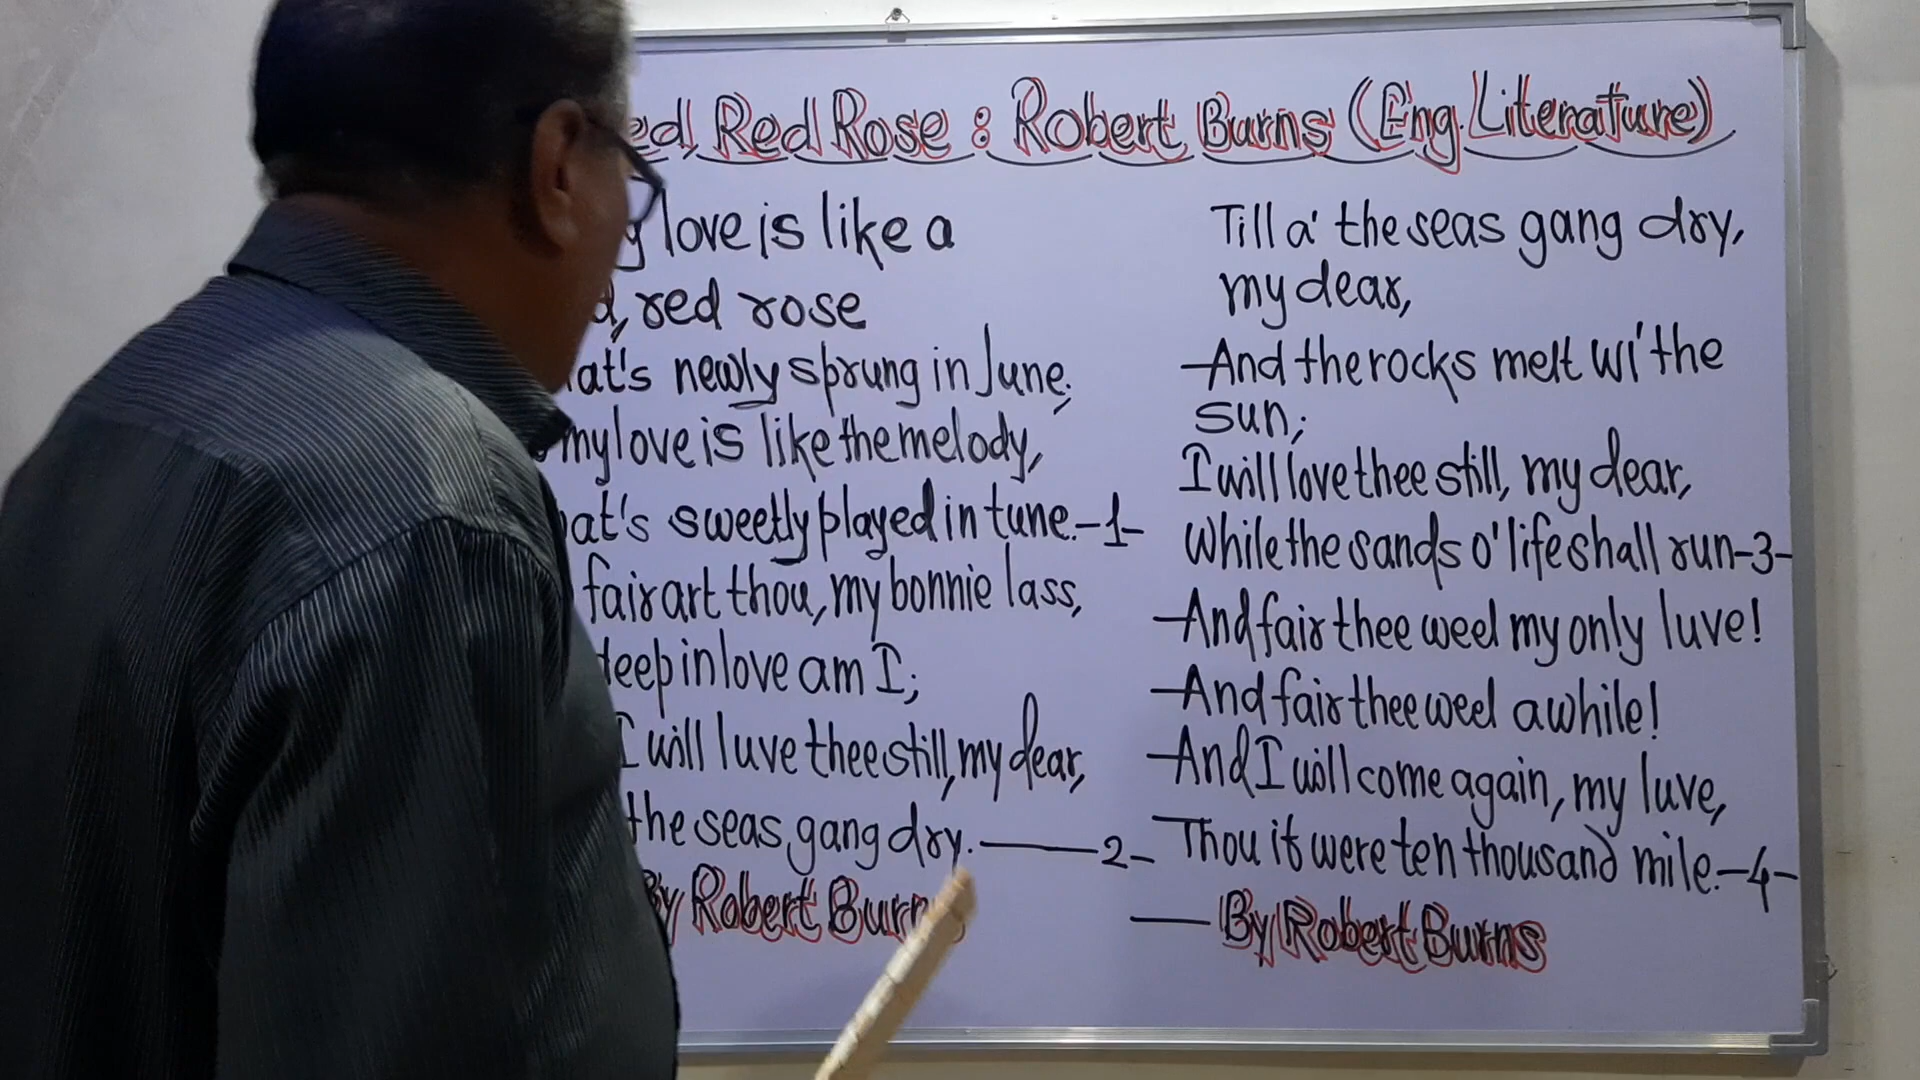 Red Rose : Robert Burns (Eng. Literature)
love is like a
red rose
newly sprung in June;
my love is like the melody,
sweetly played in tune.-1-
fair art thou, my bonnie lass,
in love am I;
I will luve thee still, my dear,
the seas gang dry.——2-
By Robert Burns
Till a' the seas gang dry,
my dear,
And the rocks melt wi' the
sun;
I will love thee still, my dear,
While the sands o' life shall run-3-
And fair thee weel my only luve!
And fair thee weel awhile!
And I will come again, my luve,
Thou it were ten thousand mile.-4-
— By Robert Burns